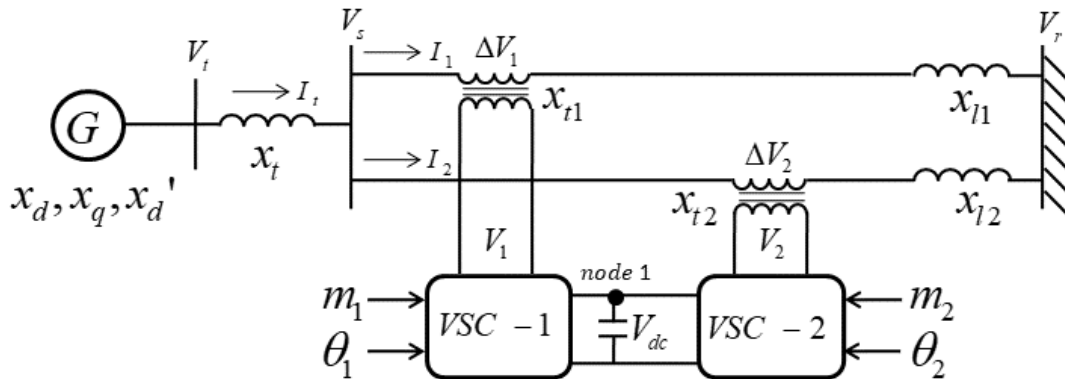 V_s
V_r
V_t
I_1
ΔV_1
I_t
x_t1
x_l1
G
x_t
I_2
ΔV_2
x_d, x_q, x_d'
x_t2
x_l2
V_1
V_2
node 1
m_1
VSC – 1
V_dc
VSC – 2
m_2
θ_1
θ_2